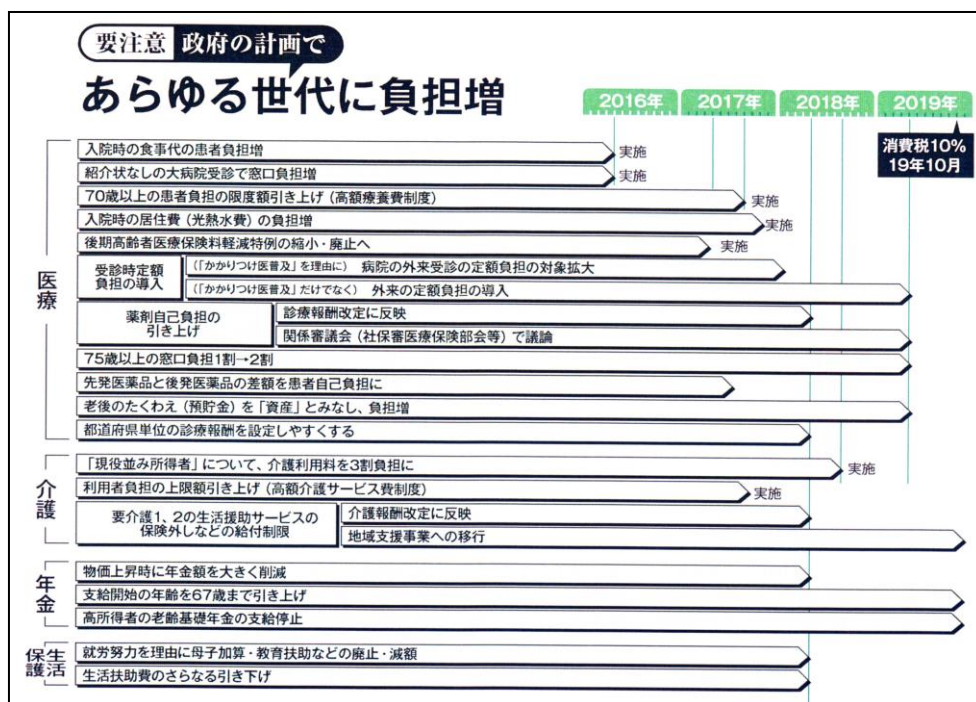 要注意 政府の計画で
あらゆる世代に負担増
2016年 2017年 2018年 2019年
消費税10%
19年10月
医療
入院時の食事代の患者負担増 実施
紹介状なしの大病院受診で窓口負担増 実施
70歳以上の患者負担の限度額引き上げ(高額療養費制度) 実施
入院時の居住費(光熱水費)の負担増 実施
後期高齢者医療保険料軽減特例の縮小・廃止へ 実施
受診時定額
負担の導入
(「かかりつけ医普及」を理由に) 病院の外来受診の定額負担の対象拡大
(「かかりつけ医普及」だけでなく) 外来の定額負担の導入
薬剤自己負担の
引き上げ
診療報酬改定に反映
関係審議会(社保審医療保険部会等)で議論
75歳以上の窓口負担1割→2割
先発医薬品と後発医薬品の差額を患者自己負担に
老後のたくわえ(預貯金)を「資産」とみなし、負担増
都道府県単位の診療報酬を設定しやすくする
介護
「現役並み所得者」について、介護利用料を3割負担に 実施
利用者負担の上限額引き上げ(高額介護サービス費制度) 実施
要介護1、2の生活援助サービスの
保険外しなどの給付制限
介護報酬改定に反映
地域支援事業への移行
年金
物価上昇時に年金額を大きく削減
支給開始の年齢を67歳まで引き上げ
高所得者の老齢基礎年金の支給停止
生活
保護
就労努力を理由に母子加算・教育扶助などの廃止・減額
生活扶助費のさらなる引き下げ